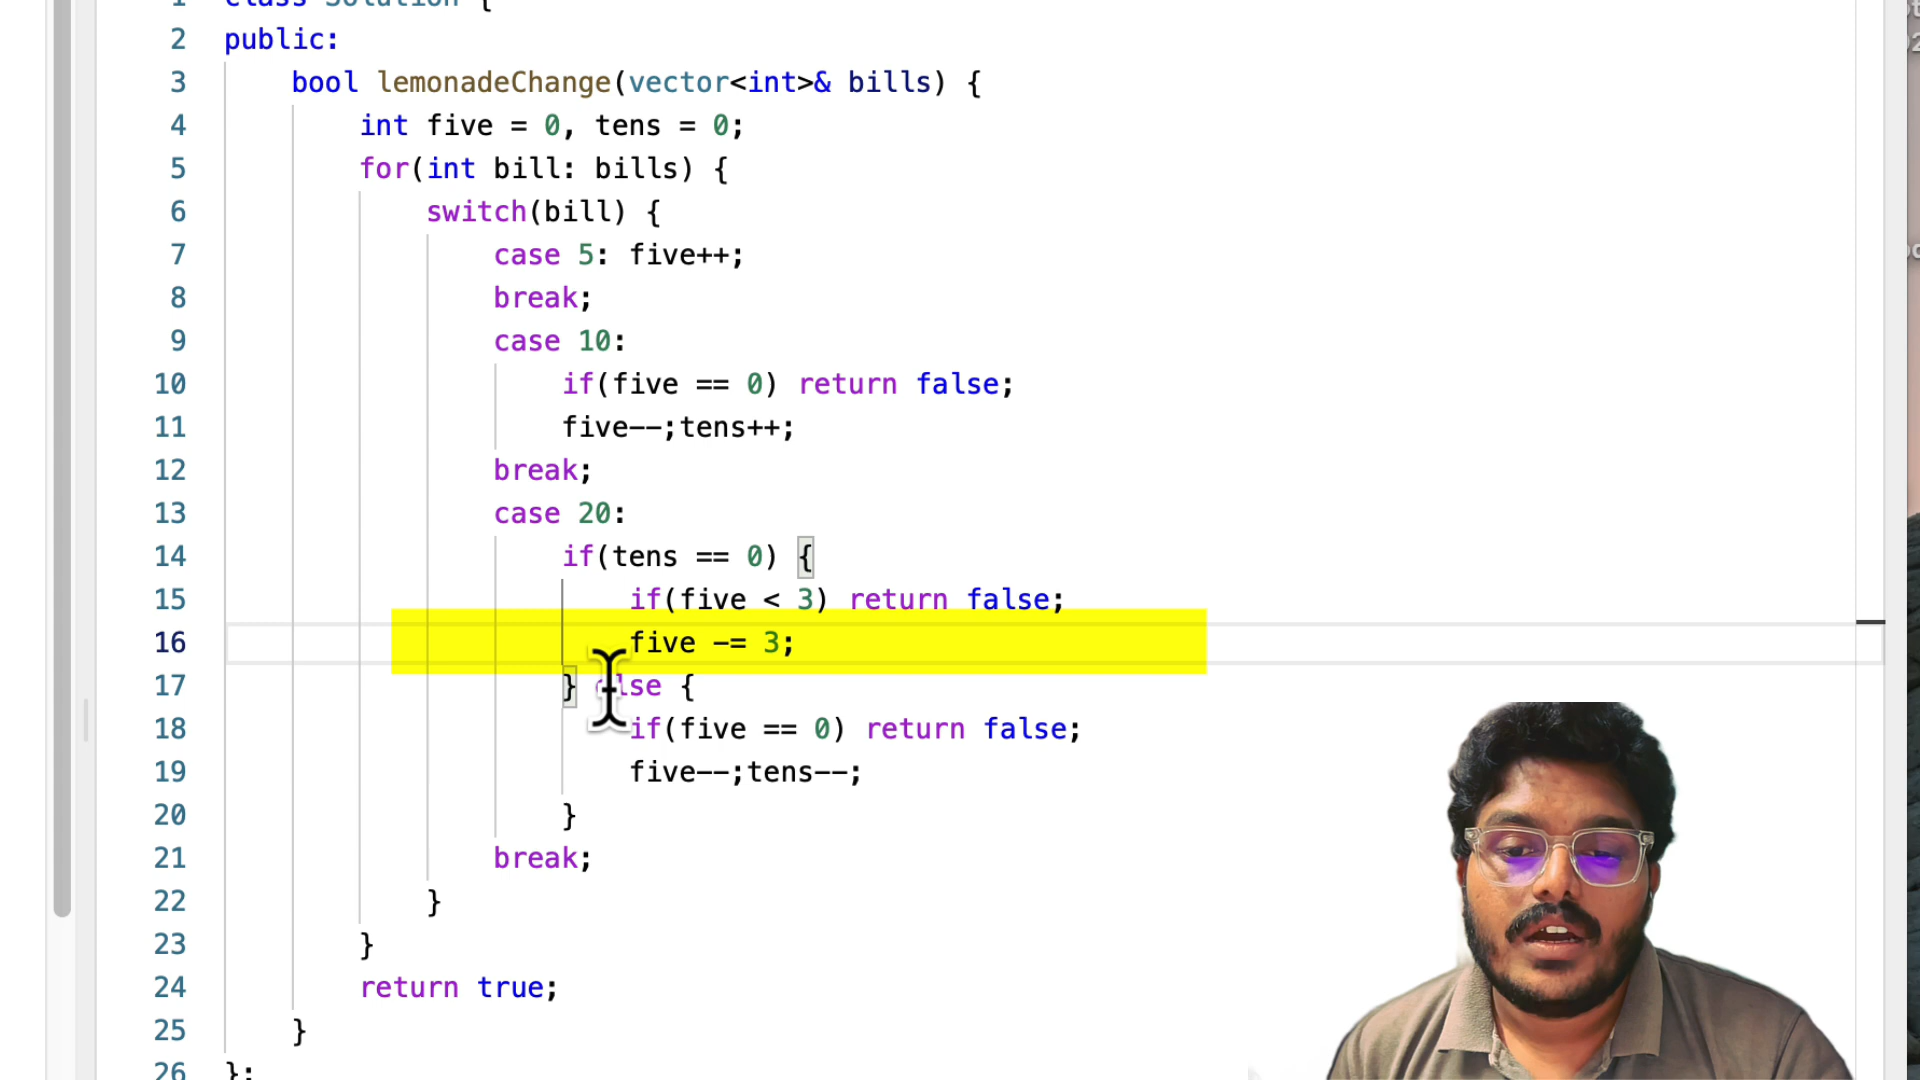 1 class Solution {
2 public:
3 bool lemonadeChange(vector<int>& bills) {
4 int five = 0, tens = 0;
5 for(int bill: bills) {
6 switch(bill) {
7 case 5: five++;
8 break;
9 case 10:
10 if(five == 0) return false;
11 five--;tens++;
12 break;
13 case 20:
14 if(tens == 0) {
15 if(five < 3) return false;
16 five -= 3;
17 } else {
18 if(five == 0) return false;
19 five--;tens--;
20 }
21 break;
22 }
23 }
24 return true;
25 }
26 };